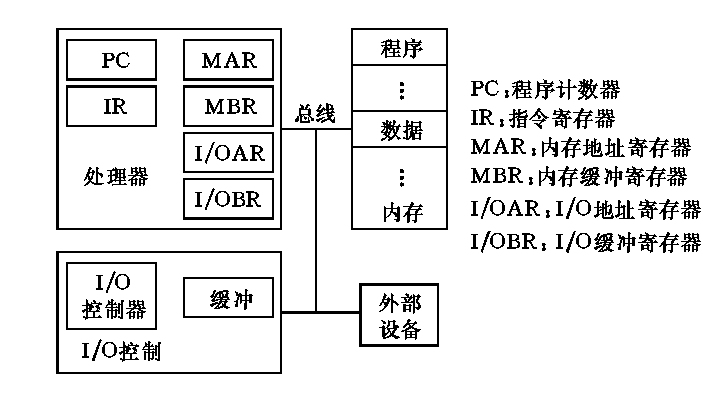 PC
MAR
IR
MBR
I/OAR
处理器
I/OBR
总线
程序
⋮
数据
⋮
内存
I/O
控制器
缓冲
I/O控制
外部
设备
PC:程序计数器
IR:指令寄存器
MAR:内存地址寄存器
MBR:内存缓冲寄存器
I/OAR:I/O地址寄存器
I/OBR:I/O缓冲寄存器